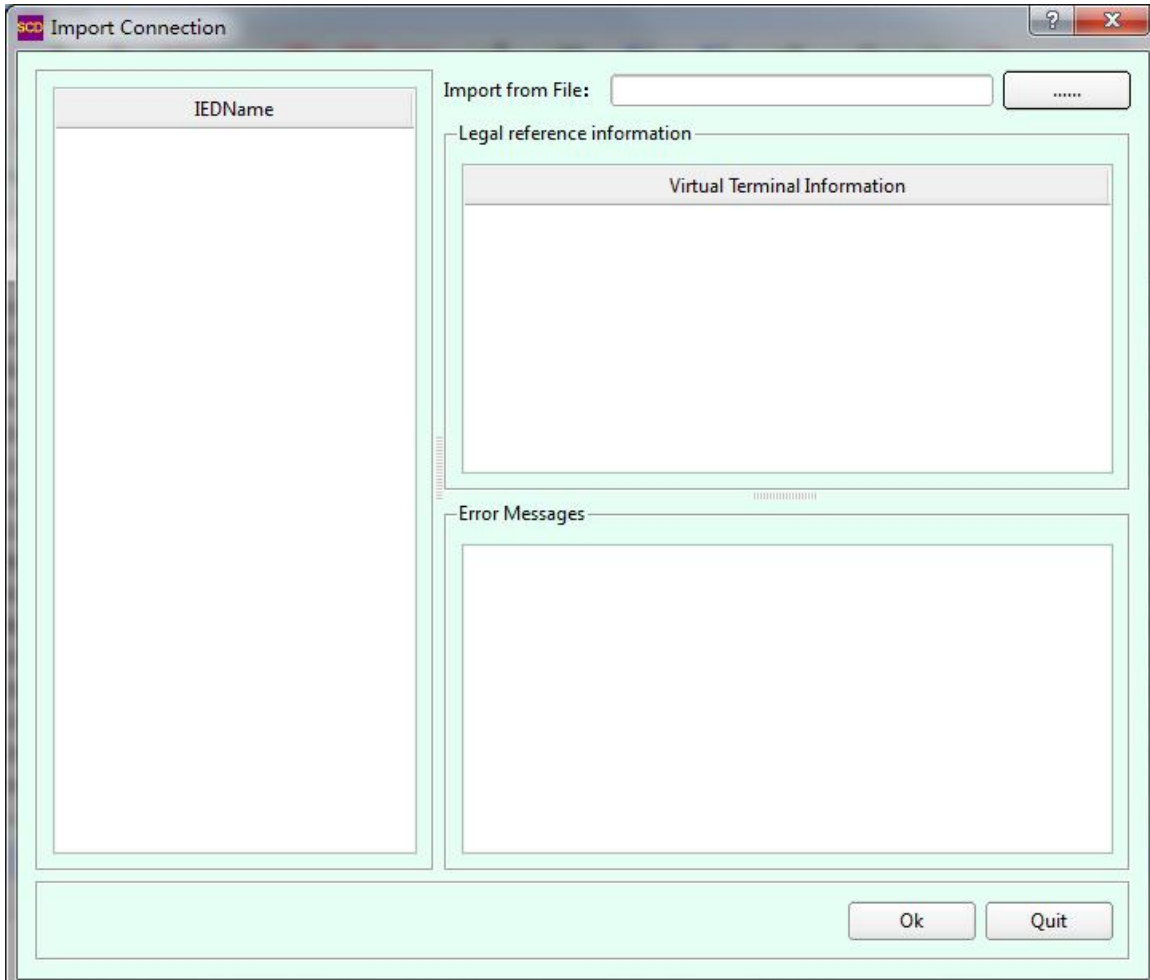 SCD Import Connection
?
X
IEDName
Import from File:
......
Legal reference information
Virtual Terminal Information
Error Messages
Ok
Quit